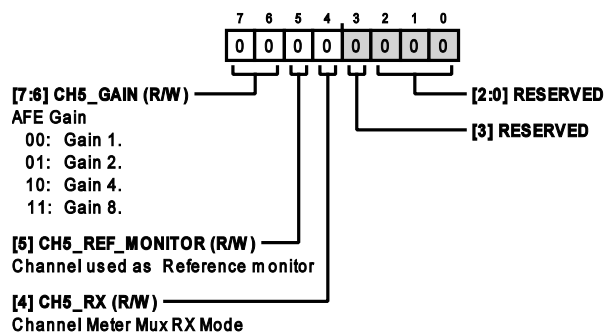 7 6 5 4 3 2 1 0
0 0 0 0 0 0 0 0
[7:6] CH5_GAIN (R/W)
AFE Gain
00: Gain 1.
01: Gain 2.
10: Gain 4.
11: Gain 8.
[5] CH5_REF_MONITOR (R/W)
Channel used as Reference monitor
[4] CH5_RX (R/W)
Channel Meter Mux RX Mode
[2:0] RESERVED
[3] RESERVED